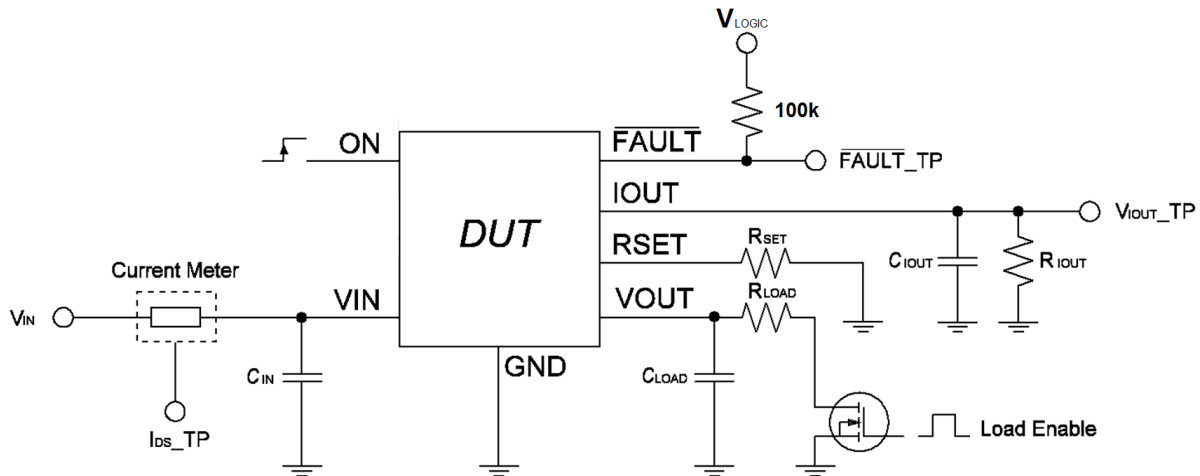 VLOGIC
100k
ON
FAULT
FAULT_TP
IOUT
VIOUT_TP
DUT
RSET
RSET
CIOUT
RIOUT
Current Meter
VIN
VIN
VOUT
RLOAD
GND
CIN
CLOAD
IDS_TP
Load Enable